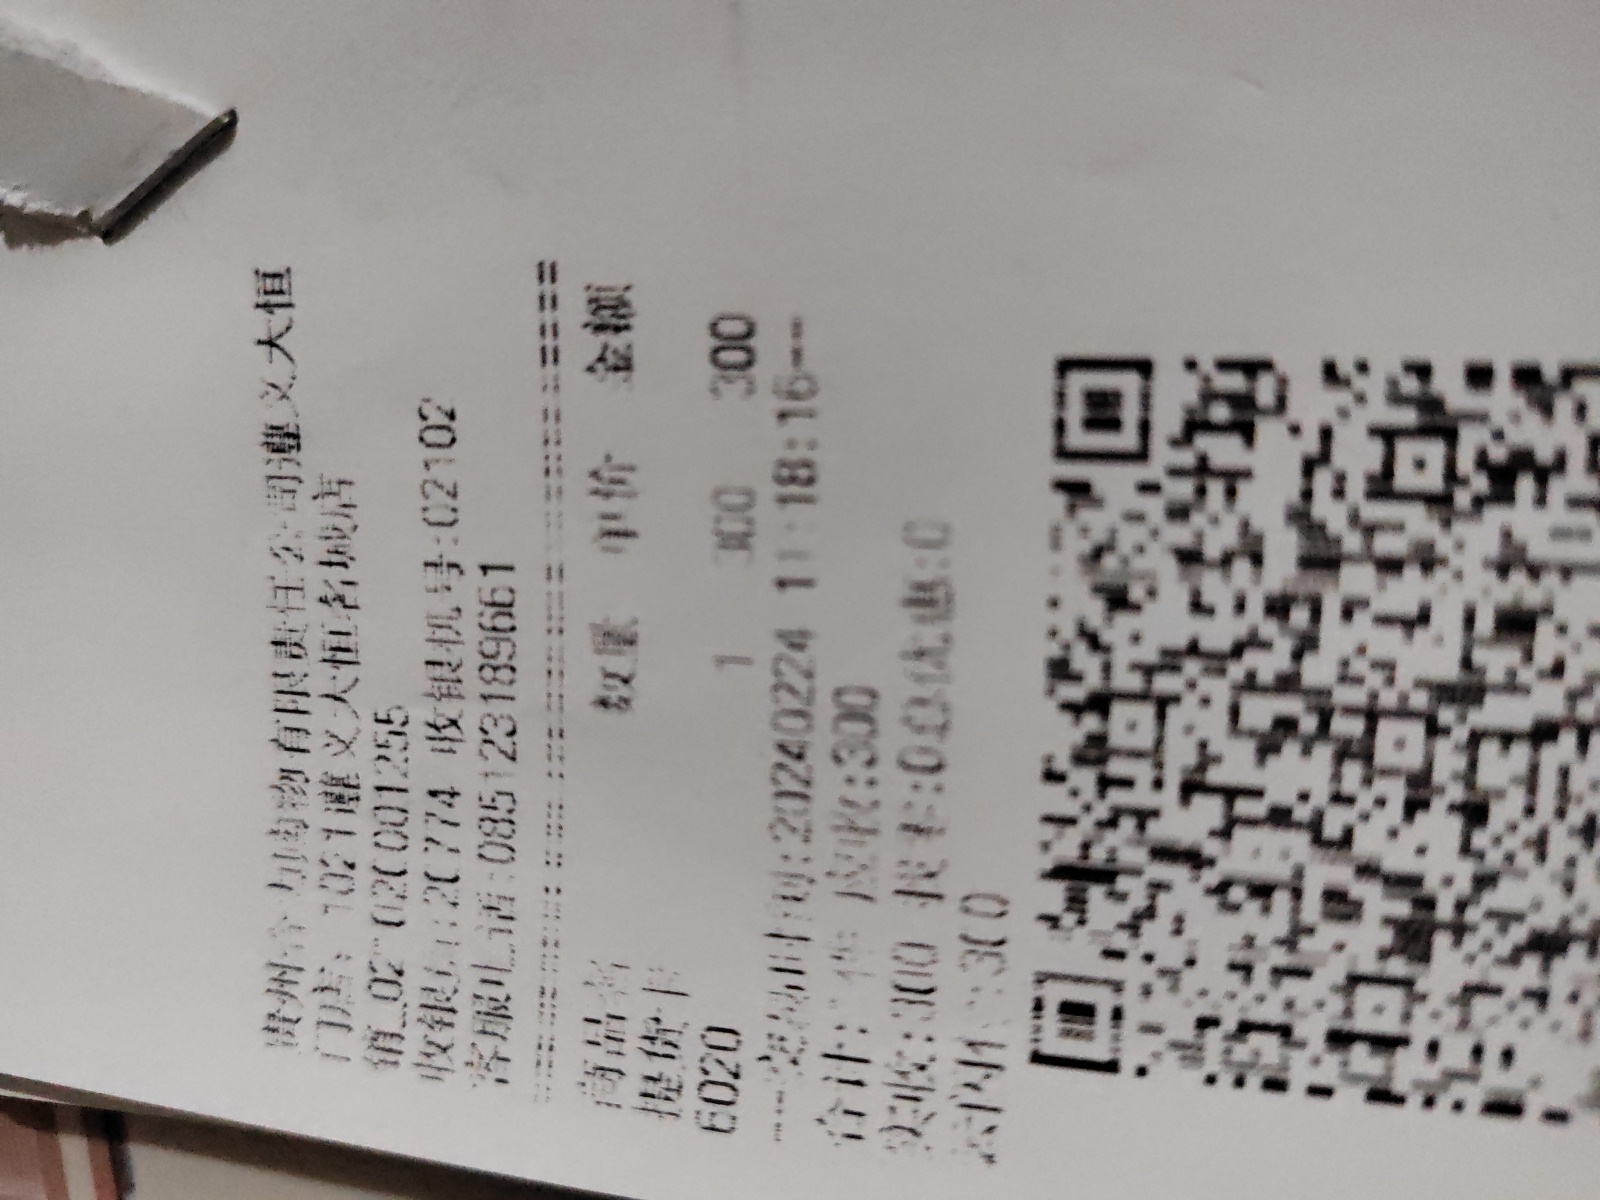 贵州合力购物有限责任公司遵义大恒
门店: 1021遵义大恒名城店
销_02
收银员:20774 收银机号:02102
客服电话:085123189661
商品名 数量 单价 金额
提货卡
6020 1 300 300
----交易时间:20240224 11:18:16--
合计:1件 应收:300
实收:300 找零:0总优惠:0